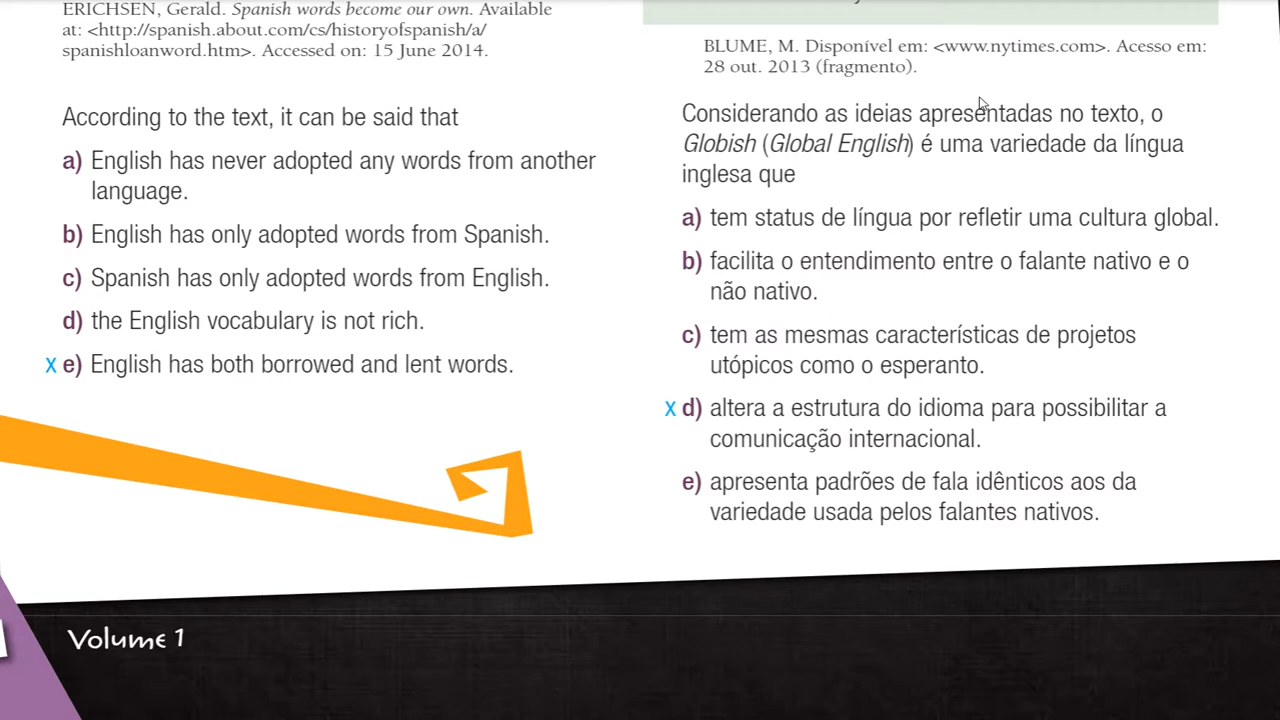 ERICHSEN, Gerald. Spanish words become our own. Available
at: <http://spanish.about.com/cs/historyofspanish/a/
spanishloanword.htm>. Accessed on: 15 June 2014.
According to the text, it can be said that
a) English has never adopted any words from another
language.
b) English has only adopted words from Spanish.
c) Spanish has only adopted words from English.
d) the English vocabulary is not rich.
x e) English has both borrowed and lent words.
BLUME, M. Disponível em: <www.nytimes.com>. Acesso em:
28 out. 2013 (fragmento).
Considerando as ideias apresentadas no texto, o
Globish (Global English) é uma variedade da língua
inglesa que
a) tem status de língua por refletir uma cultura global.
b) facilita o entendimento entre o falante nativo e o
não nativo.
c) tem as mesmas características de projetos
utópicos como o esperanto.
x d) altera a estrutura do idioma para possibilitar a
comunicação internacional.
e) apresenta padrões de fala idênticos aos da
variedade usada pelos falantes nativos.
Volume 1